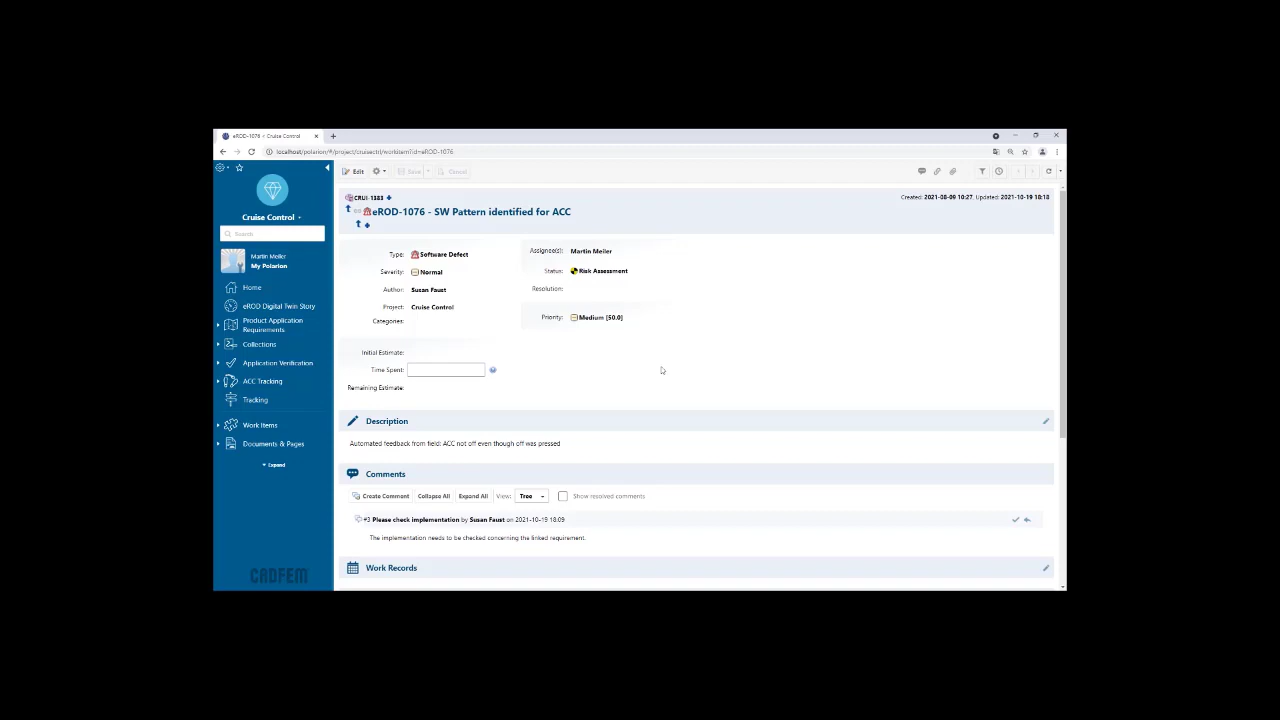 eROD-1076 < Cruise Control
localhost/polarion/#/project/cruisectrl/workitem?id=eROD-1076
Edit
Save
Cancel
Cruise Control
Search
Martin Meiler
My Polarion
Home
eROD Digital Twin Story
Product Application
Requirements
Collections
Application Verification
ACC Tracking
Tracking
Work Items
Documents & Pages
Expand
CADFEM
CRUI-1383
Created: 2021-08-09 10:27, Updated: 2021-10-19 18:18
eROD-1076 - SW Pattern identified for ACC
Type: Software Defect
Severity: Normal
Author: Susan Faust
Project: Cruise Control
Categories:
Assignee(s): Martin Meiler
Status: Risk Assessment
Resolution:
Priority: Medium [50.0]
Initial Estimate:
Time Spent:
Remaining Estimate:
Description
Automated feedback from field: ACC not off even though off was pressed
Comments
Create Comment Collapse All Expand All View: Tree Show resolved comments
#3 Please check implementation by Susan Faust on 2021-10-19 18:09
The implementation needs to be checked concerning the linked requirement.
Work Records